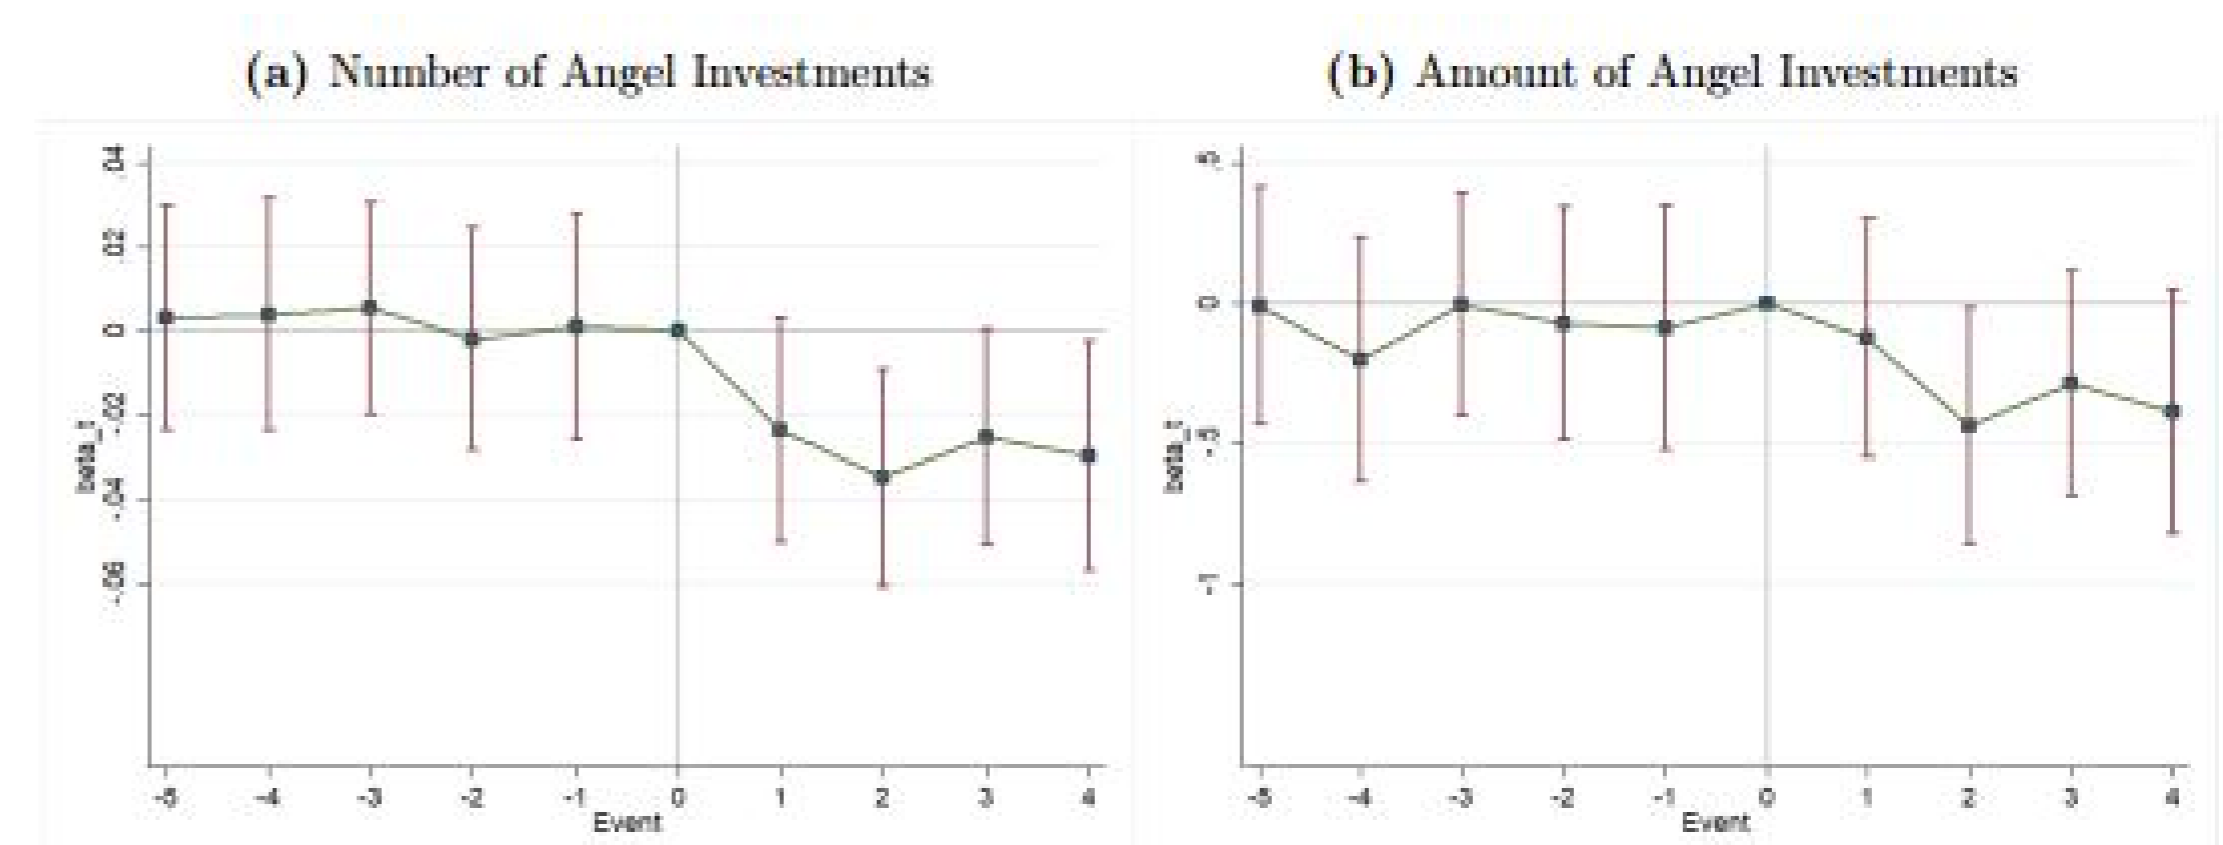 (a) Number of Angel Investments
.04
.02
0
-.02
-.04
-.06
beta_t
-5 -4 -3 -2 -1 0 1 2 3 4
Event
(b) Amount of Angel Investments
.5
0
-.5
-1
beta_t
-5 -4 -3 -2 -1 0 1 2 3 4
Event